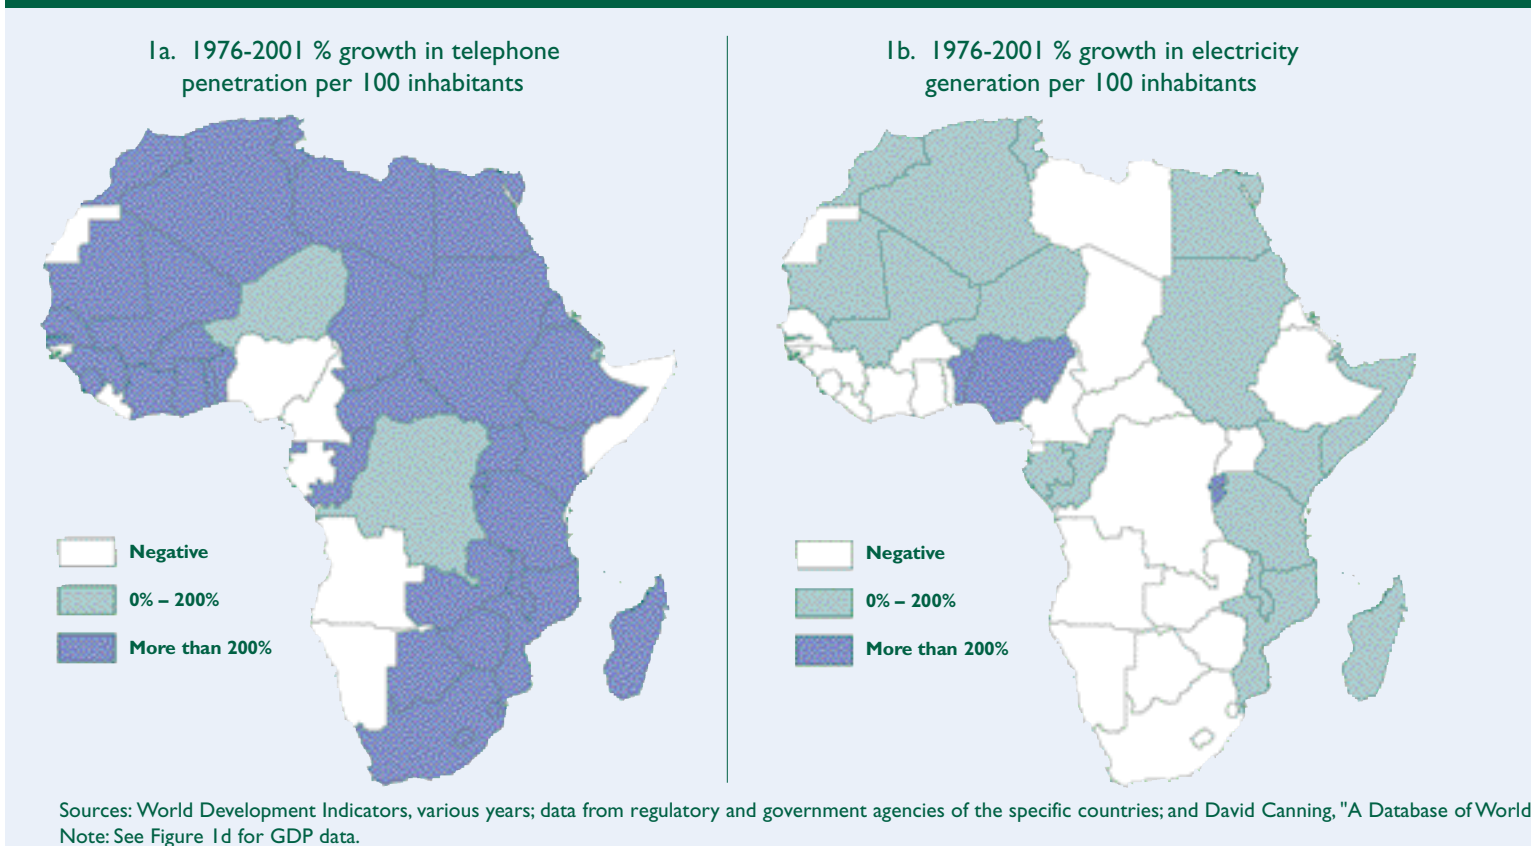 1a. 1976-2001 % growth in telephone
penetration per 100 inhabitants
Negative
0% – 200%
More than 200%
1b. 1976-2001 % growth in electricity
generation per 100 inhabitants
Negative
0% – 200%
More than 200%
Sources: World Development Indicators, various years; data from regulatory and government agencies of the specific countries; and David Canning, "A Database of World
Note: See Figure 1d for GDP data.